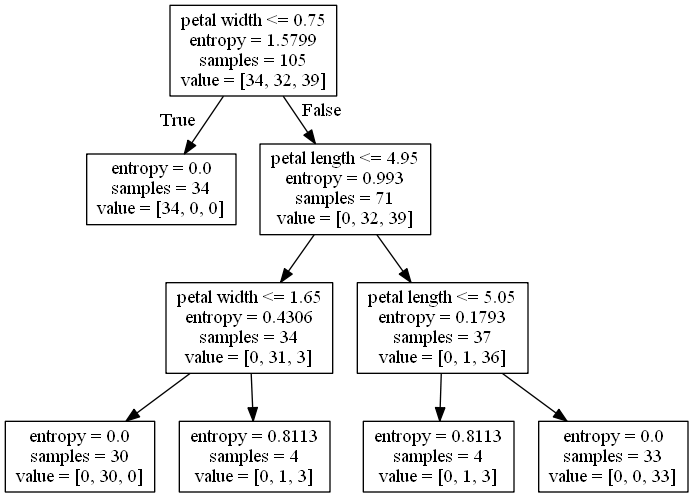 petal width <= 0.75
entropy = 1.5799
samples = 105
value = [34, 32, 39]
True
False
entropy = 0.0
samples = 34
value = [34, 0, 0]
petal length <= 4.95
entropy = 0.993
samples = 71
value = [0, 32, 39]
petal width <= 1.65
entropy = 0.4306
samples = 34
value = [0, 31, 3]
petal length <= 5.05
entropy = 0.1793
samples = 37
value = [0, 1, 36]
entropy = 0.0
samples = 30
value = [0, 30, 0]
entropy = 0.8113
samples = 4
value = [0, 1, 3]
entropy = 0.8113
samples = 4
value = [0, 1, 3]
entropy = 0.0
samples = 33
value = [0, 0, 33]